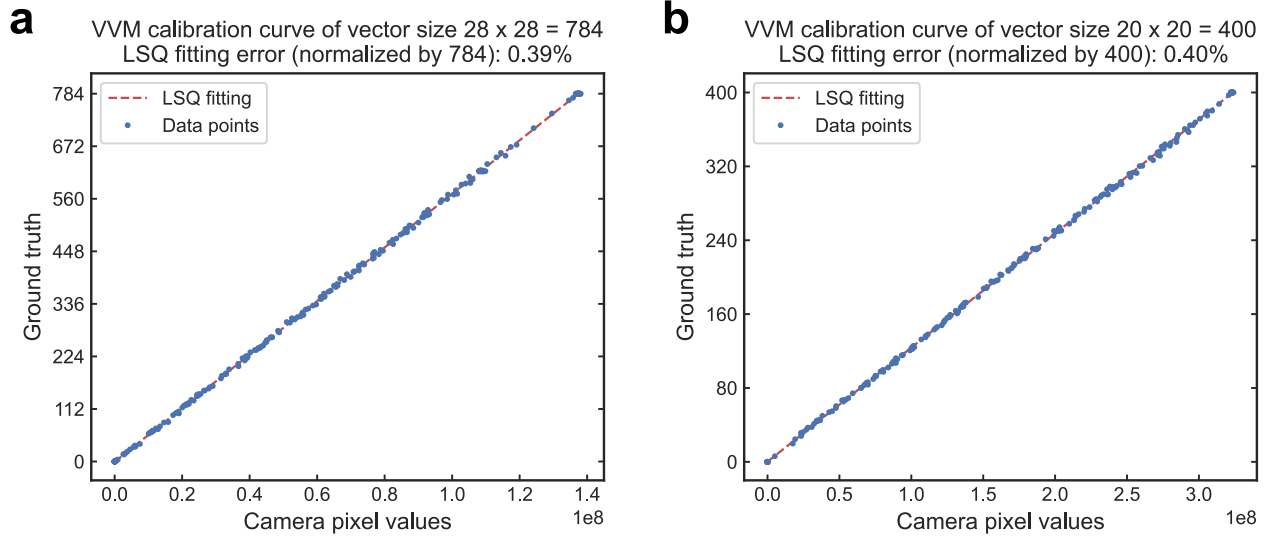 a
VVM calibration curve of vector size 28 x 28 = 784
LSQ fitting error (normalized by 784): 0.39%
LSQ fitting
Data points
Ground truth
784
672
560
448
336
224
112
0
0.0 0.2 0.4 0.6 0.8 1.0 1.2 1.4
1e8
Camera pixel values
b
VVM calibration curve of vector size 20 x 20 = 400
LSQ fitting error (normalized by 400): 0.40%
LSQ fitting
Data points
Ground truth
400
320
240
160
80
0
0.0 0.5 1.0 1.5 2.0 2.5 3.0
1e8
Camera pixel values